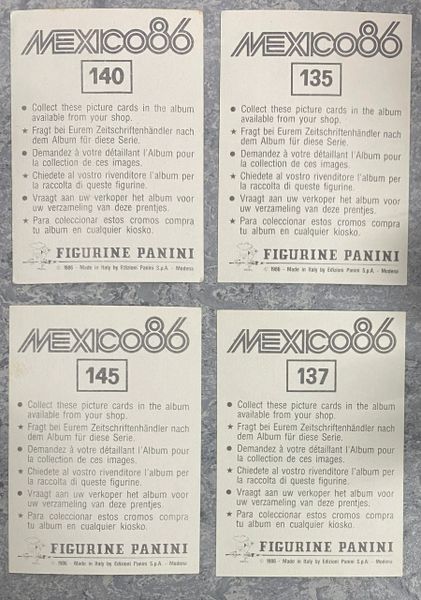 MEXICO86
140
● Collect these picture cards in the album
available from your shop.
★ Fragt bei Eurem Zeitschriftenhändler nach
dem Album für diese Serie.
● Demandez à votre détaillant l'Album pour
la collection de ces images.
★ Chiedete al vostro rivenditore l'album per
la raccolta di queste figurine.
● Vraagt aan uw verkoper het album voor
uw verzameling van deze prentjes.
★ Para coleccionar estos cromos compra
tu album en cualquier kiosko.
FIGURINE PANINI
© 1986 - Made in Italy by Edizioni Panini S.p.A. - Modena
MEXICO86
135
● Collect these picture cards in the album
available from your shop.
★ Fragt bei Eurem Zeitschriftenhändler nach
dem Album für diese Serie.
● Demandez à votre détaillant l'Album pour
la collection de ces images.
★ Chiedete al vostro rivenditore l'album per
la raccolta di queste figurine.
● Vraagt aan uw verkoper het album voor
uw verzameling van deze prentjes.
★ Para coleccionar estos cromos compra
tu album en cualquier kiosko.
FIGURINE PANINI
© 1986 - Made in Italy by Edizioni Panini S.p.A. - Modena
MEXICO86
145
● Collect these picture cards in the album
available from your shop.
★ Fragt bei Eurem Zeitschriftenhändler nach
dem Album für diese Serie.
● Demandez à votre détaillant l'Album pour
la collection de ces images.
★ Chiedete al vostro rivenditore l'album per
la raccolta di queste figurine.
● Vraagt aan uw verkoper het album voor
uw verzameling van deze prentjes.
★ Para coleccionar estos cromos compra
tu album en cualquier kiosko.
FIGURINE PANINI
© 1986 - Made in Italy by Edizioni Panini S.p.A. - Modena
MEXICO86
137
● Collect these picture cards in the album
available from your shop.
★ Fragt bei Eurem Zeitschriftenhändler nach
dem Album für diese Serie.
● Demandez à votre détaillant l'Album pour
la collection de ces images.
★ Chiedete al vostro rivenditore l'album per
la raccolta di queste figurine.
● Vraagt aan uw verkoper het album voor
uw verzameling van deze prentjes.
★ Para coleccionar estos cromos compra
tu album en cualquier kiosko.
FIGURINE PANINI
© 1986 - Made in Italy by Edizioni Panini S.p.A. - Modena